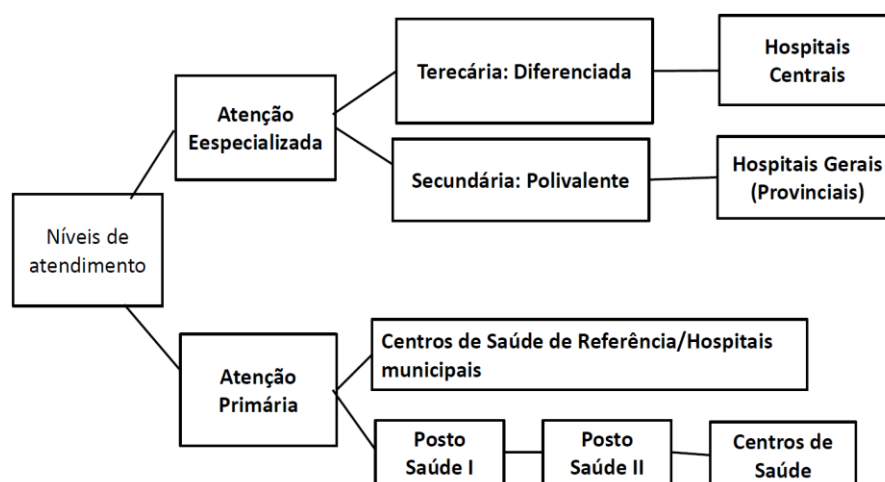 Terecária: Diferenciada
Hospitais
Centrais
Atenção
Eespecializada
Secundária: Polivalente
Hospitais Gerais
(Provinciais)
Níveis de
atendimento
Centros de Saúde de Referência/Hospitais
municipais
Atenção
Primária
Posto
Saúde I
Posto
Saúde II
Centros de
Saúde